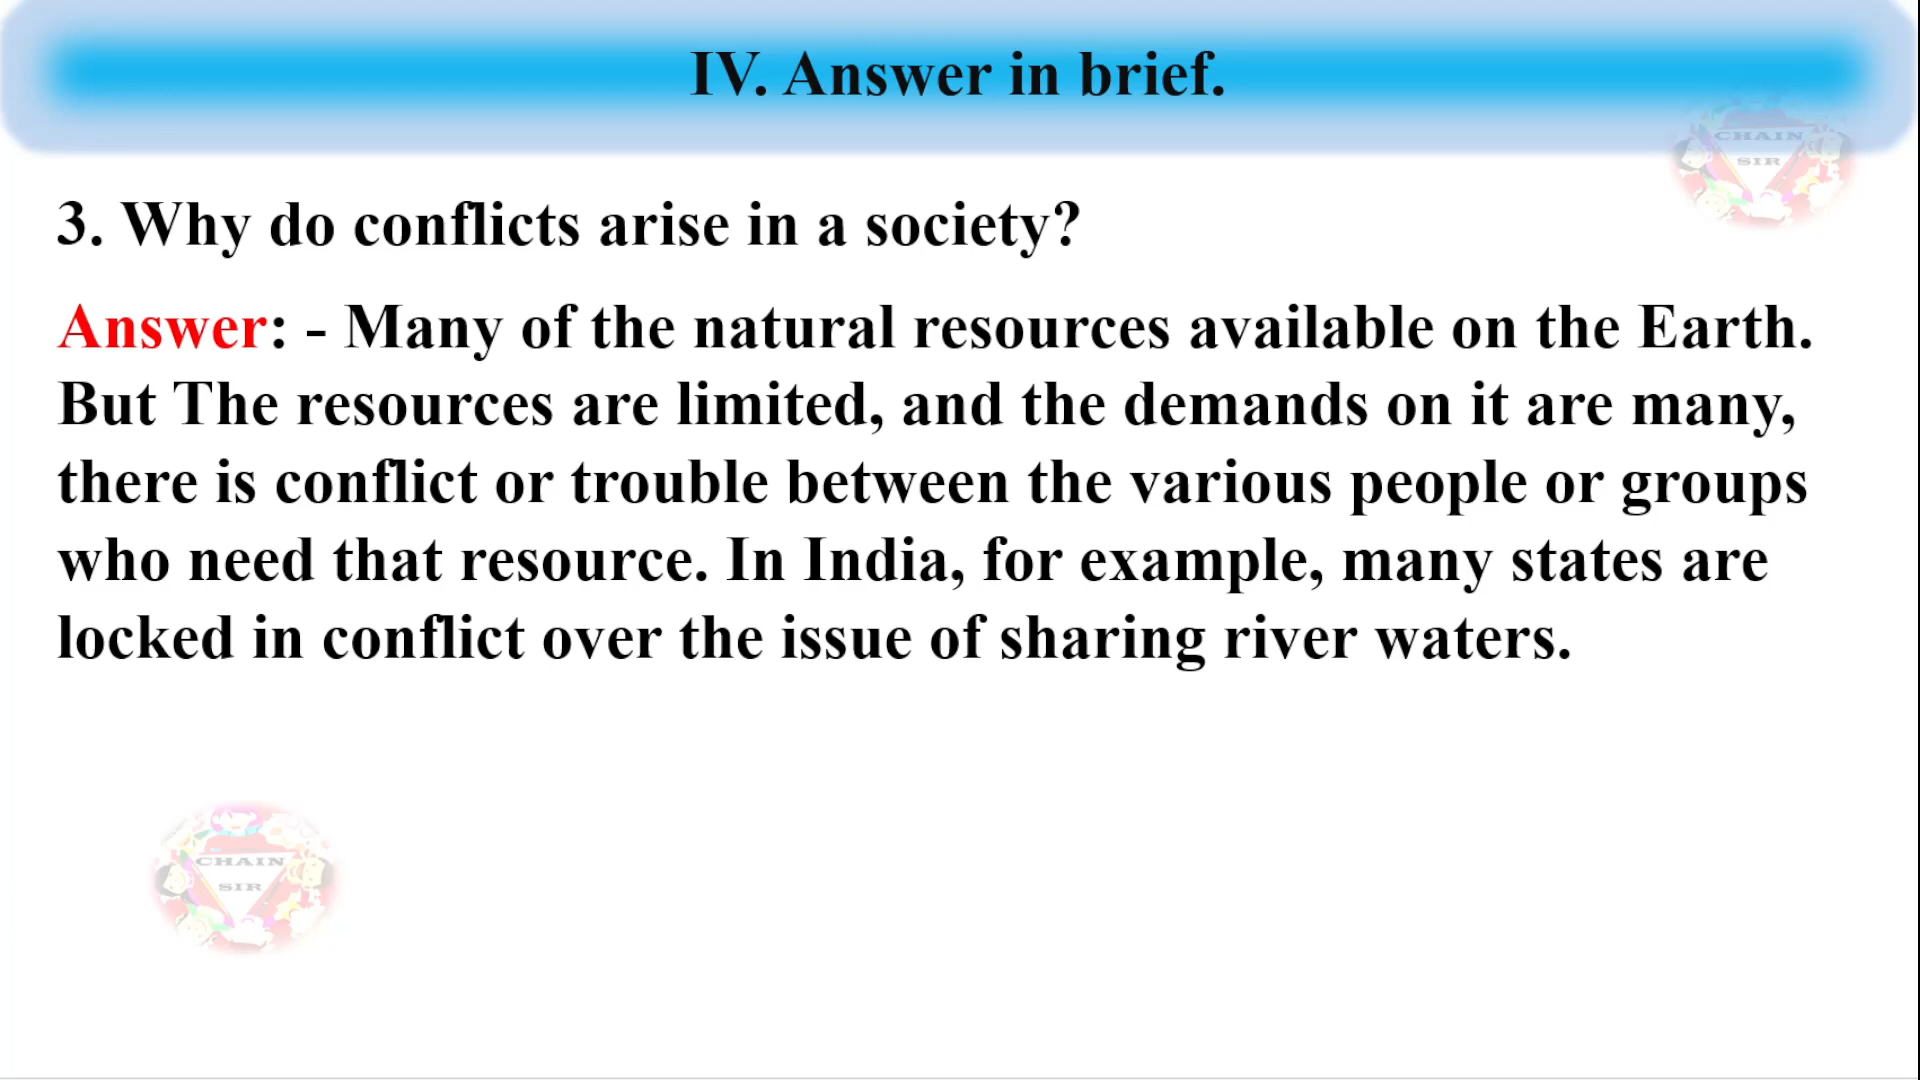 IV. Answer in brief.
CHAIN
SIR
3. Why do conflicts arise in a society?
Answer: - Many of the natural resources available on the Earth.
But The resources are limited, and the demands on it are many,
there is conflict or trouble between the various people or groups
who need that resource. In India, for example, many states are
locked in conflict over the issue of sharing river waters.
CHAIN
SIR